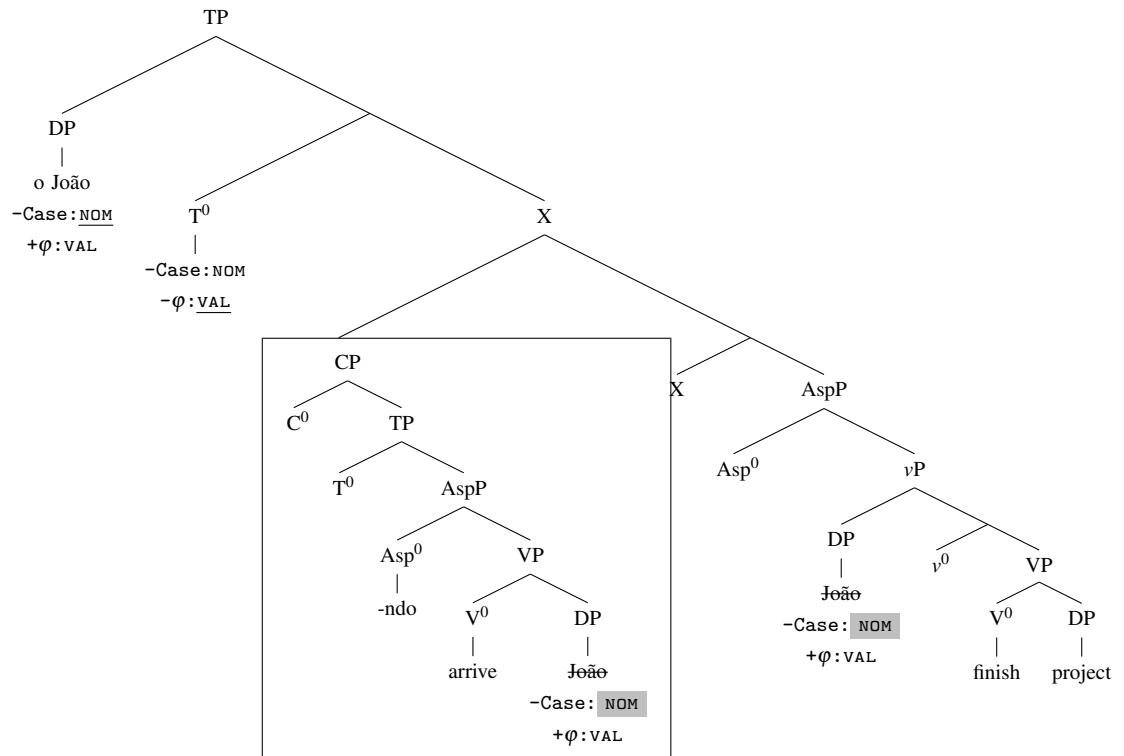 TP
DP
o João
-Case:NOM
+φ:VAL
T⁰
-Case:NOM
-φ:VAL
X
CP
C⁰
TP
T⁰
AspP
Asp⁰
-ndo
VP
V⁰
arrive
DP
João
-Case: NOM
+φ:VAL
X
AspP
Asp⁰
vP
DP
João
-Case: NOM
+φ:VAL
v⁰
VP
V⁰
finish
DP
project